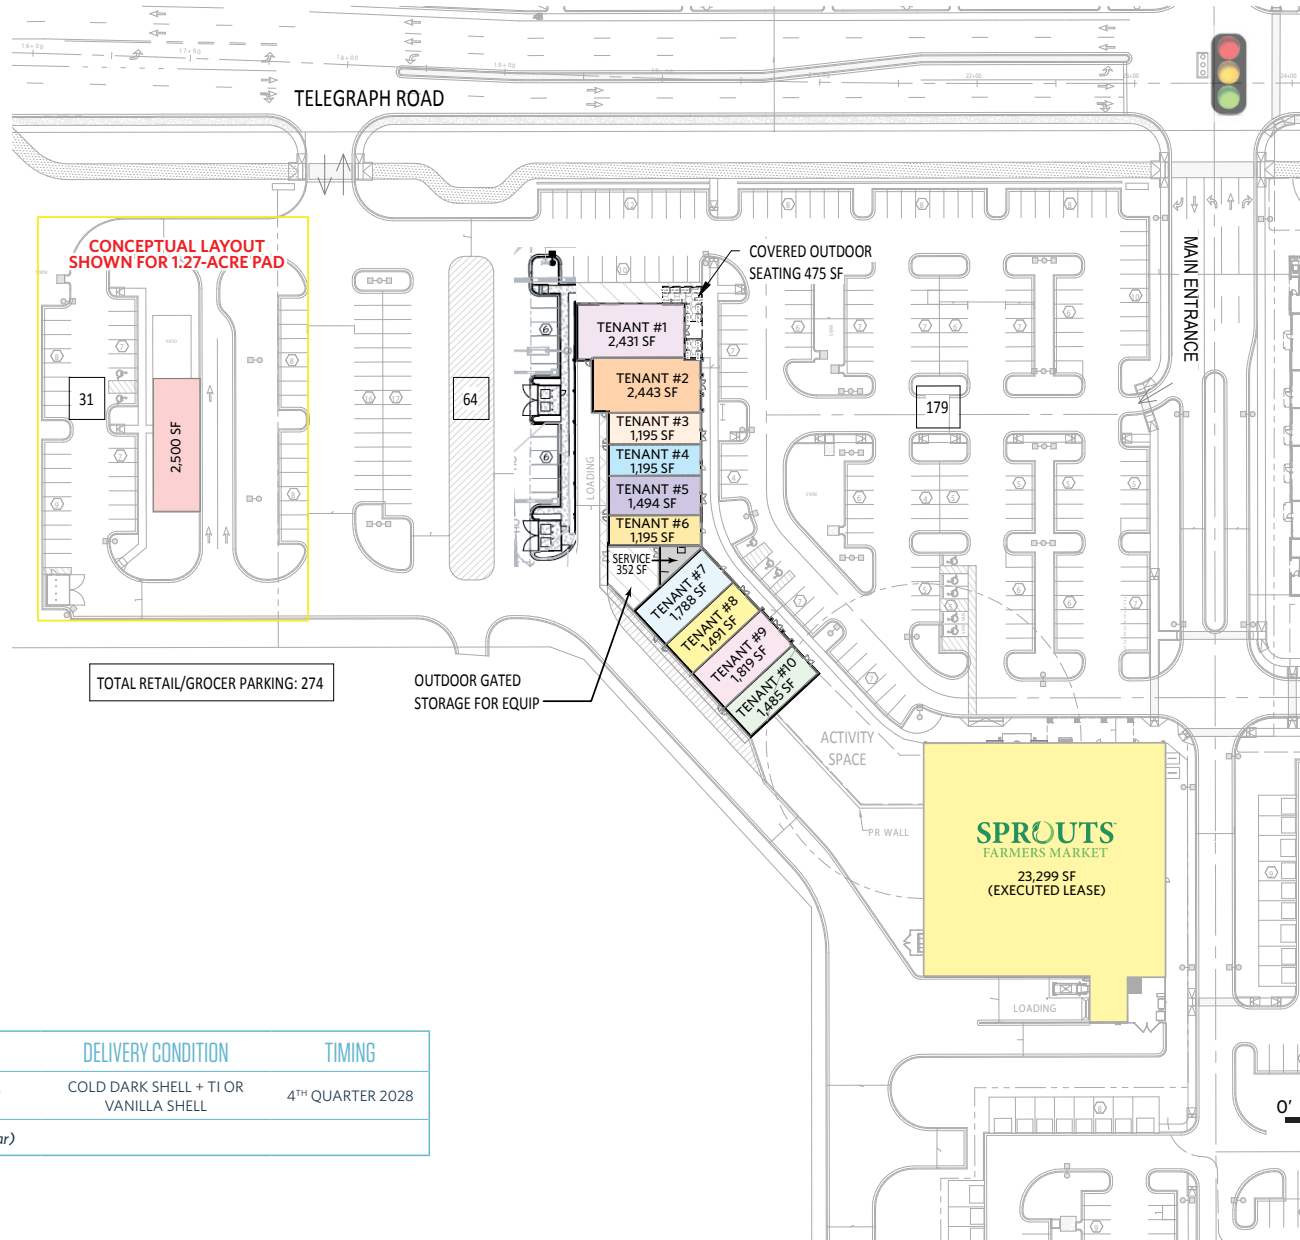 TELEGRAPH ROAD
CONCEPTUAL LAYOUT
SHOWN FOR 1.27-ACRE PAD
31
2,500 SF
64
COVERED OUTDOOR
SEATING 475 SF
TENANT #1
2,431 SF
TENANT #2
2,443 SF
TENANT #3
1,195 SF
TENANT #4
1,195 SF
TENANT #5
1,494 SF
TENANT #6
1,195 SF
LOADING
SERVICE
352 SF
TENANT #7
1,788 SF
TENANT #8
1,491 SF
TENANT #9
1,819 SF
TENANT #10
1,485 SF
179
MAIN ENTRANCE
TOTAL RETAIL/GROCER PARKING: 274
OUTDOOR GATED
STORAGE FOR EQUIP
ACTIVITY
SPACE
PR WALL
SPROUTS
FARMERS MARKET
23,299 SF
(EXECUTED LEASE)
LOADING
DELIVERY CONDITION
TIMING
COLD DARK SHELL + TI OR
VANILLA SHELL
4TH QUARTER 2028
0'